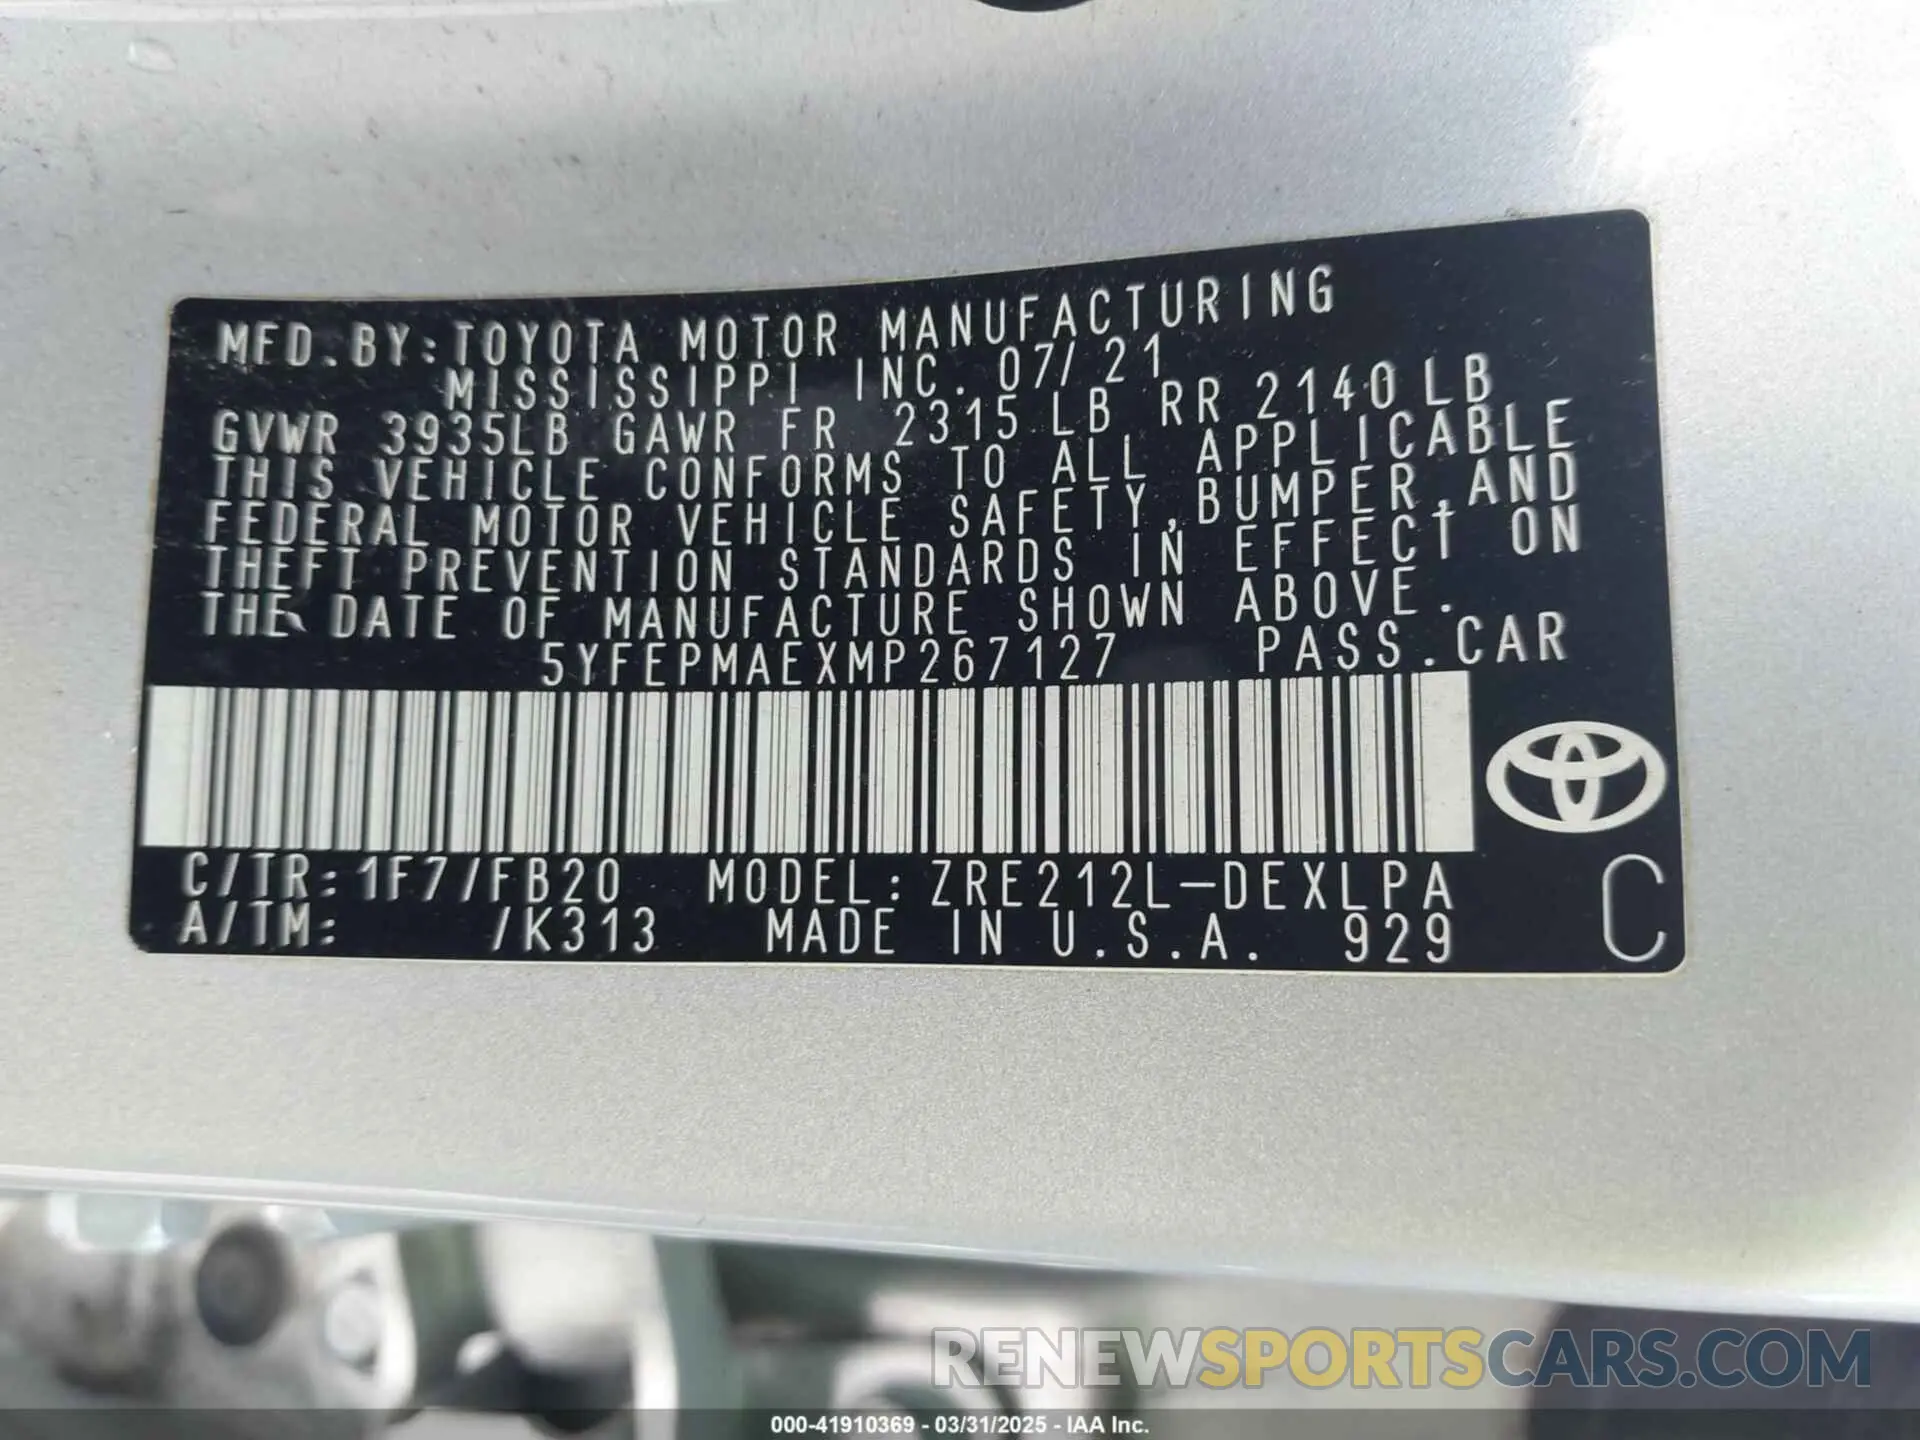 MFD.BY:TOYOTA MOTOR MANUFACTURING
MISSISSIPPI INC. 07/21
GVWR 3935LB GAWR FR 2315 LB RR 2140 LB
THIS VEHICLE CONFORMS TO ALL APPLICABLE
FEDERAL MOTOR VEHICLE SAFETY,BUMPER,AND
THEFT PREVENTION STANDARDS IN EFFECT ON
THE DATE OF MANUFACTURE SHOWN ABOVE.
5YFEPMAEXMP267127 PASS.CAR
C/TR:1F7/FB20 MODEL:ZRE212L-DEXLPA
A/TM: /K313 MADE IN U.S.A. 929 C
RENEWSPORTSCARS.COM
000-41910369 - 03/31/2025 - IAA Inc.